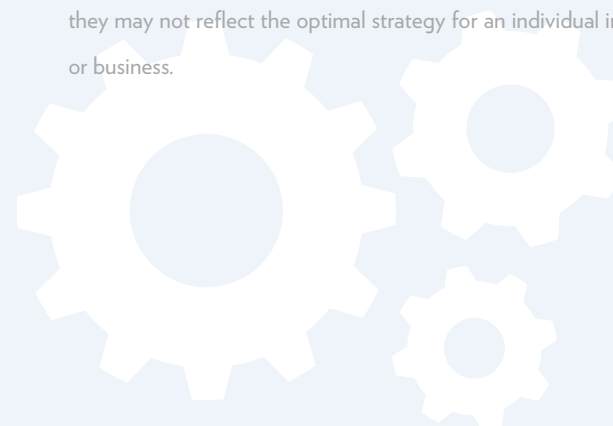 they may not reflect the optimal strategy for an individual
or business.